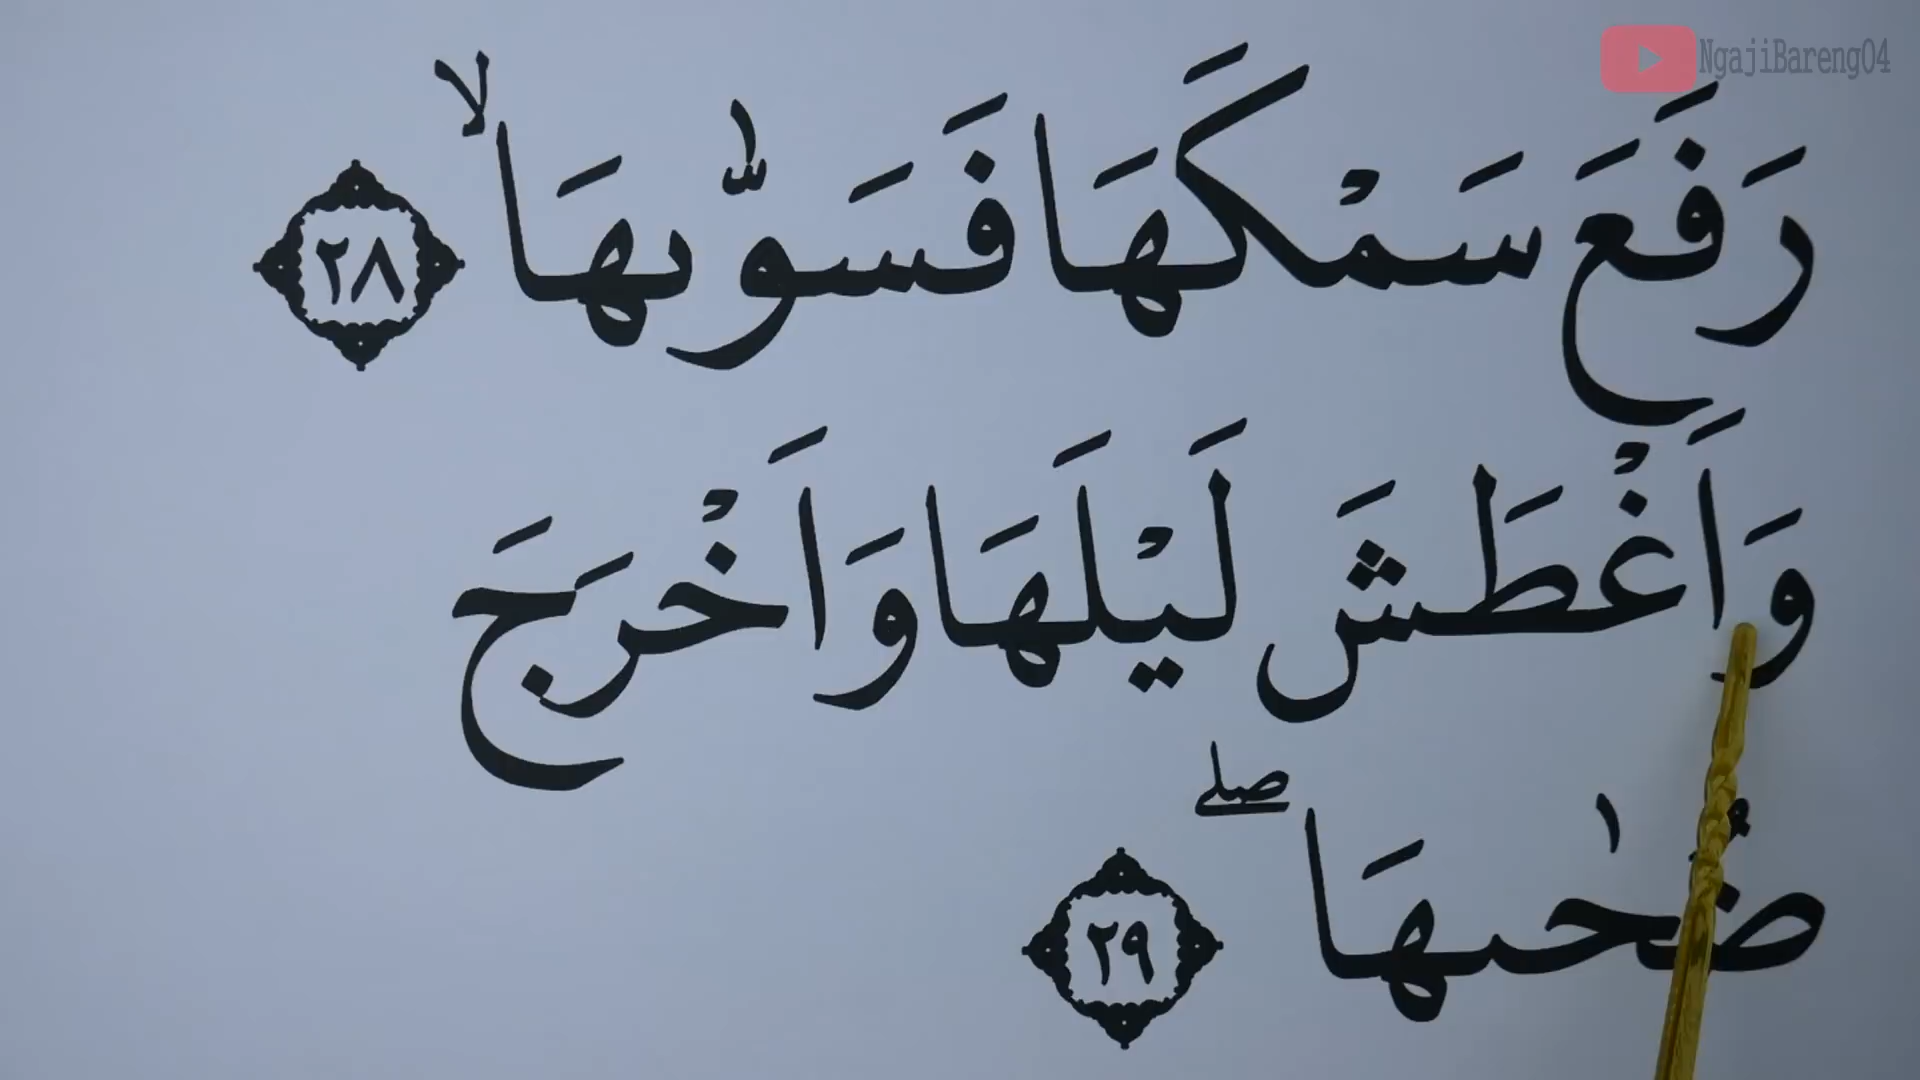 NgajiBareng04
رَفَعَ سَمْكَهَا فَسَوّٰىهَا ۙ ٢٨
وَاَغْطَشَ لَيْلَهَا وَاَخْرَجَ
ضُحٰىهَا ۖ ٢٩